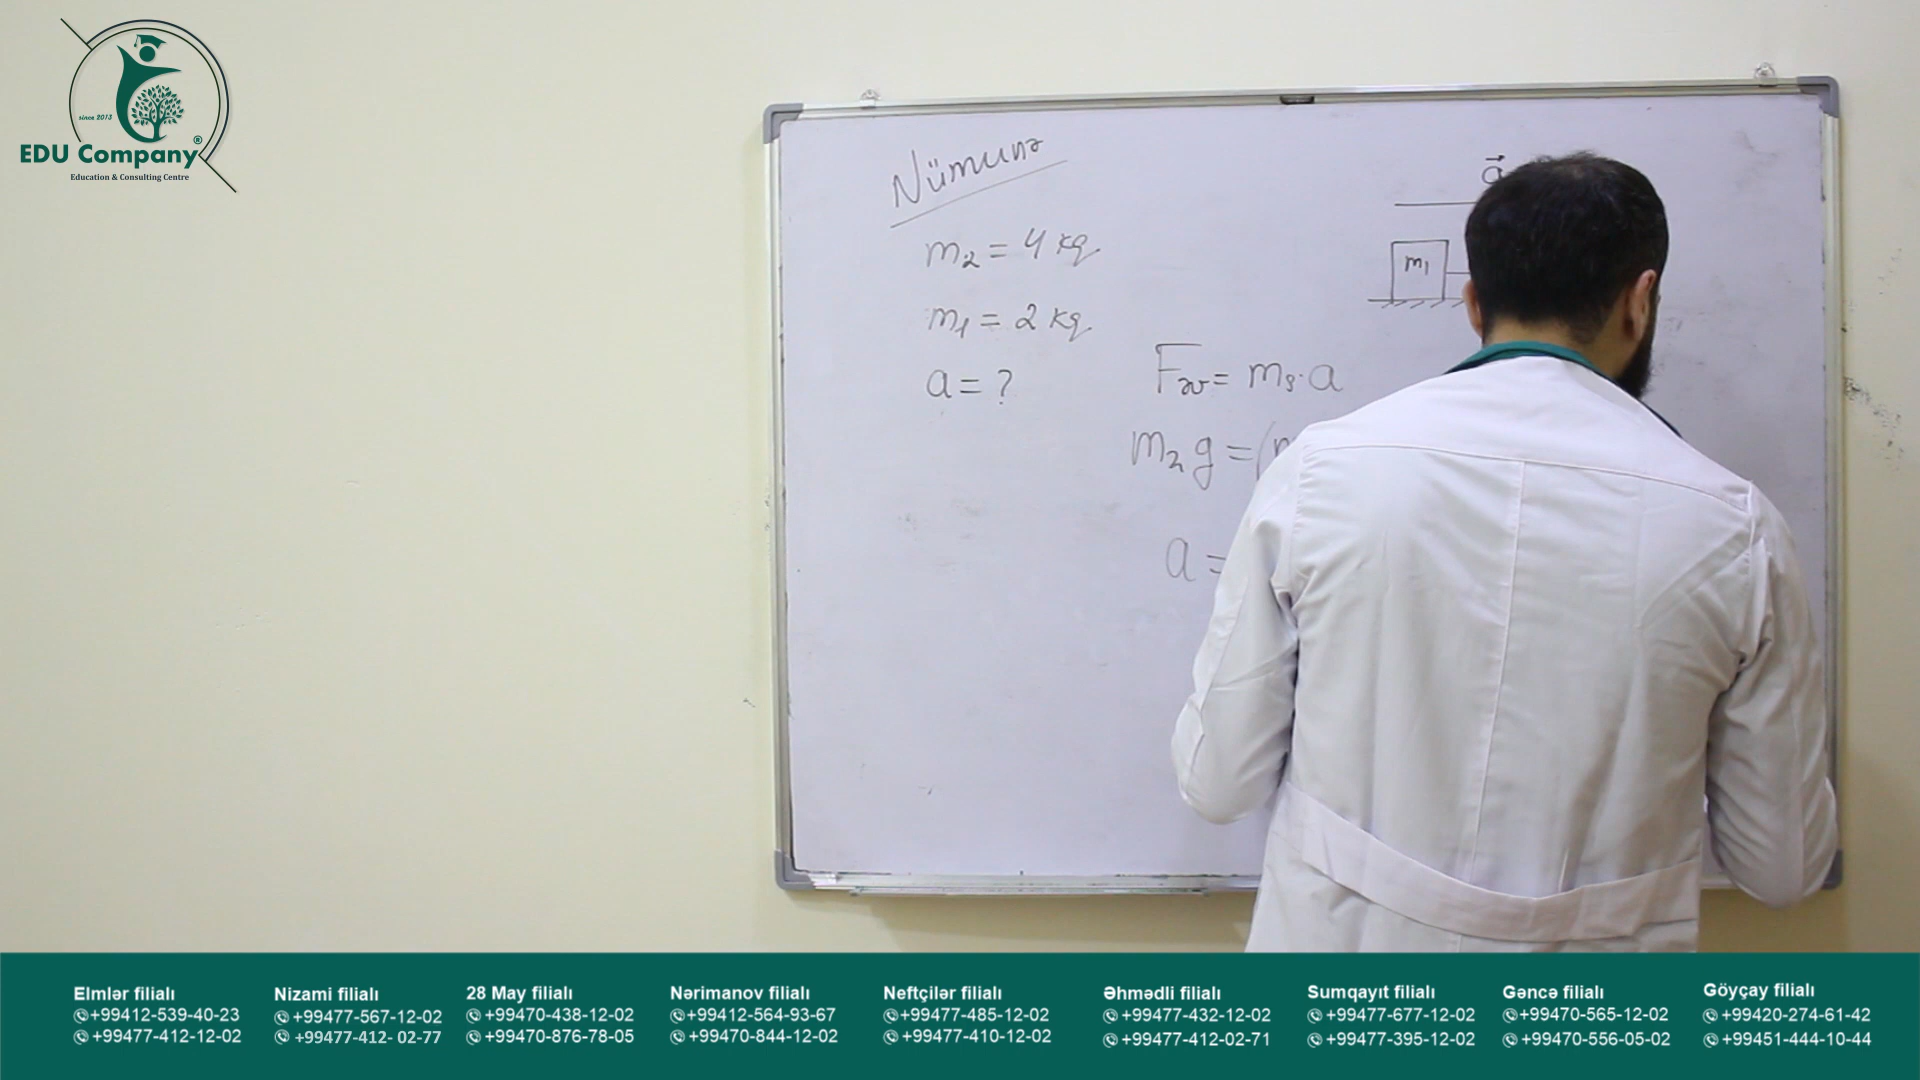 since 2013
EDU Company®
Education & Consulting Centre
Nümunə
m₂ = 4 kq
m₁ = 2 kq
a = ?
a⃗
m₁
= m₈·a
m₂g = (m
a =
Elmlər filialı
+99412-539-40-23
+99477-412-12-02
Nizami filialı
+99477-567-12-02
+99477-412- 02-77
28 May filialı
+99470-438-12-02
+99470-876-78-05
Nərimanov filialı
+99412-564-93-67
+99470-844-12-02
Neftçilər filialı
+99477-485-12-02
+99477-410-12-02
Əhmədli filialı
+99477-432-12-02
+99477-412-02-71
Sumqayıt filialı
+99477-677-12-02
+99477-395-12-02
Gəncə filialı
+99470-565-12-02
+99470-556-05-02
Göyçay filialı
+99420-274-61-42
+99451-444-10-44